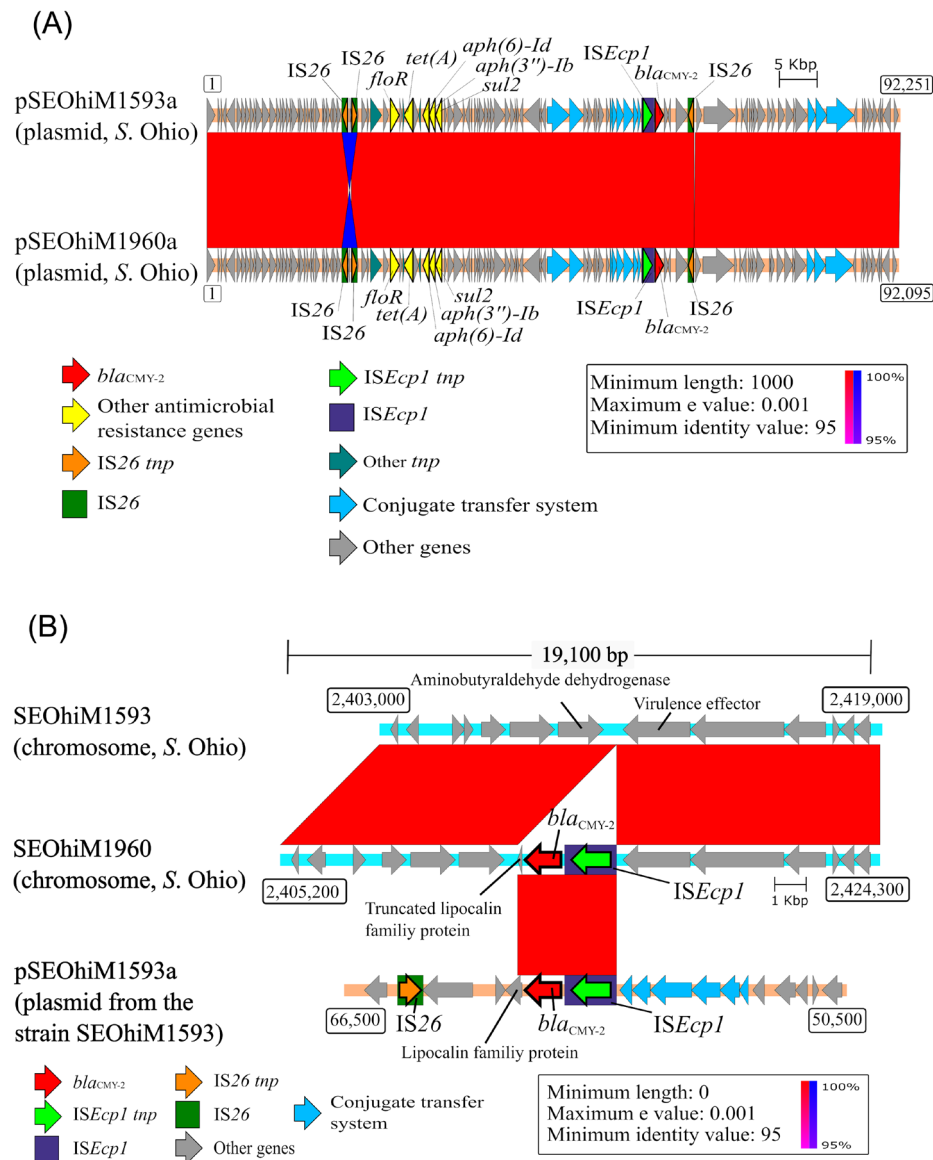 (A)
IS26
IS26
floR
tet(A)
aph(6)-Id
aph(3'')-Ib
sul2
ISEcp1
blaCMY-2
IS26
5 Kbp
1
92,251
pSEOhiM1593a
(plasmid, S. Ohio)
pSEOhiM1960a
(plasmid, S. Ohio)
1
92,095
IS26
IS26
floR
tet(A)
sul2
aph(3'')-Ib
aph(6)-Id
ISEcp1
blaCMY-2
IS26
blaCMY-2
Other antimicrobial
resistance genes
IS26 tnp
IS26
ISEcp1 tnp
ISEcp1
Other tnp
Conjugate transfer system
Other genes
Minimum length: 1000
Maximum e value: 0.001
Minimum identity value: 95
100%
95%
(B)
19,100 bp
Aminobutyraldehyde dehydrogenase
2,403,000
Virulence effector
2,419,000
SEOhiM1593
(chromosome, S. Ohio)
blaCMY-2
SEOhiM1960
(chromosome, S. Ohio)
2,405,200
ISEcp1
1 Kbp
2,424,300
Truncated lipocalin
familiy protein
pSEOhiM1593a
(plasmid from the
strain SEOhiM1593)
66,500
IS26
blaCMY-2
ISEcp1
50,500
Lipocalin familiy protein
blaCMY-2
ISEcp1 tnp
ISEcp1
IS26 tnp
IS26
Other genes
Conjugate transfer
system
Minimum length: 0
Maximum e value: 0.001
Minimum identity value: 95
100%
95%